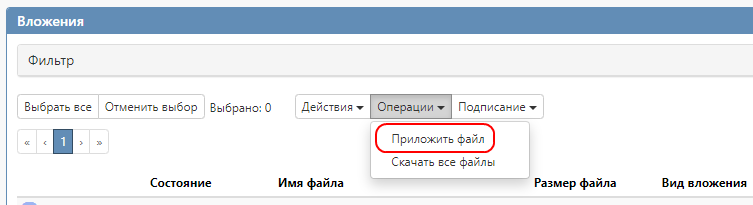 Вложения
Фильтр
Выбрать все Отменить выбор Выбрано: 0 Действия Операции Подписание
« ‹ 1 › »
Приложить файл
Скачать все файлы
Состояние Имя файла Размер файла Вид вложения